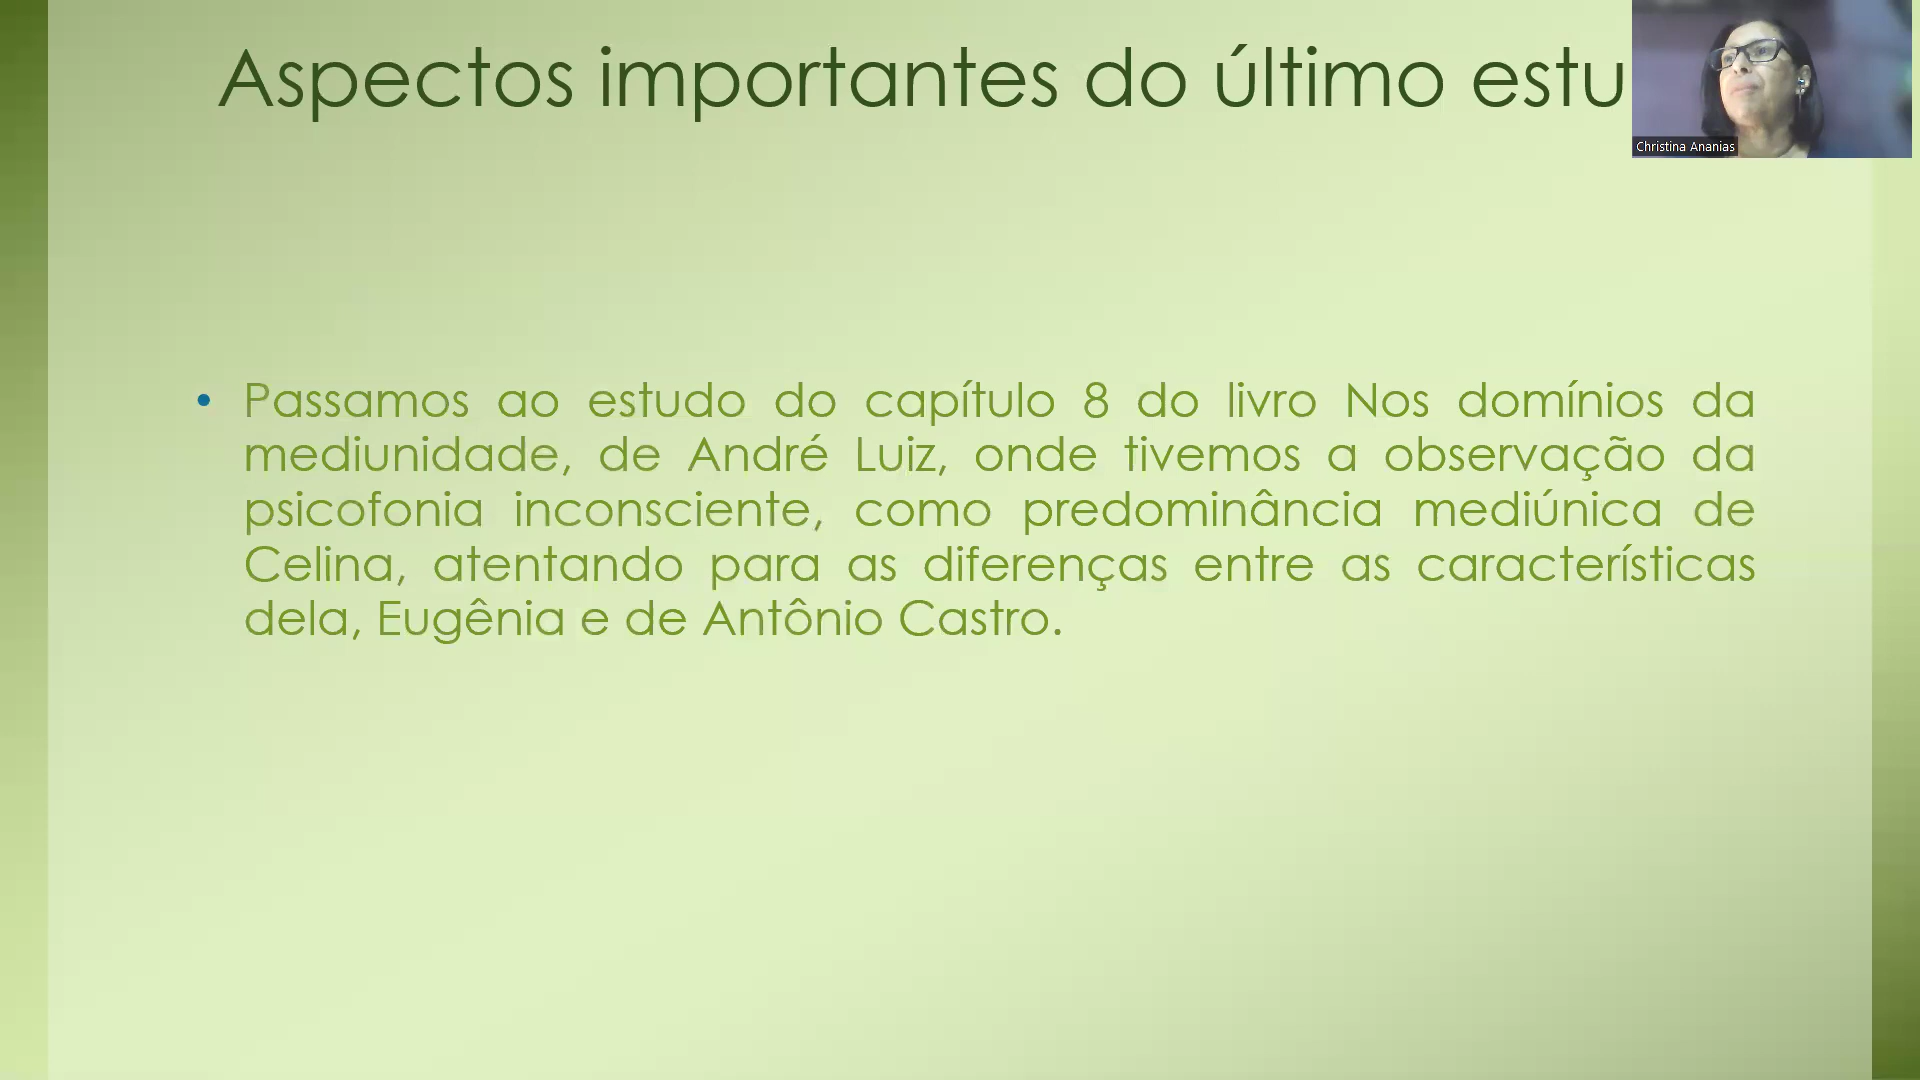 Aspectos importantes do último estu
Christina Ananias
• Passamos ao estudo do capítulo 8 do livro Nos domínios da
mediunidade, de André Luiz, onde tivemos a observação da
psicofonia inconsciente, como predominância mediúnica de
Celina, atentando para as diferenças entre as características
dela, Eugênia e de Antônio Castro.